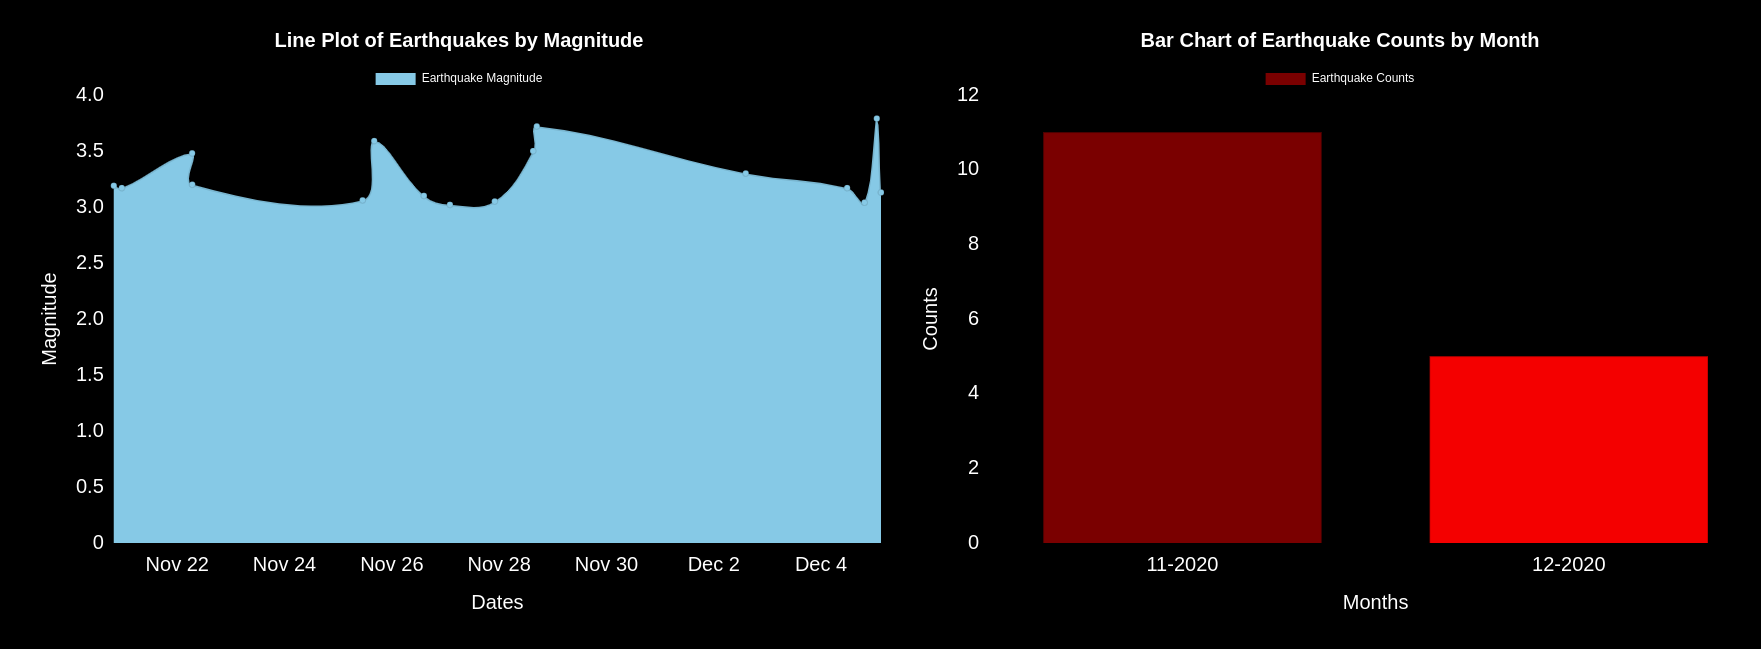 Line Plot of Earthquakes by Magnitude
Earthquake Magnitude
4.0
3.5
3.0
2.5
2.0
1.5
1.0
0.5
0
Magnitude
Nov 22 Nov 24 Nov 26 Nov 28 Nov 30 Dec 2 Dec 4
Dates
Bar Chart of Earthquake Counts by Month
Earthquake Counts
12
10
8
6
4
2
0
Counts
11-2020 12-2020
Months